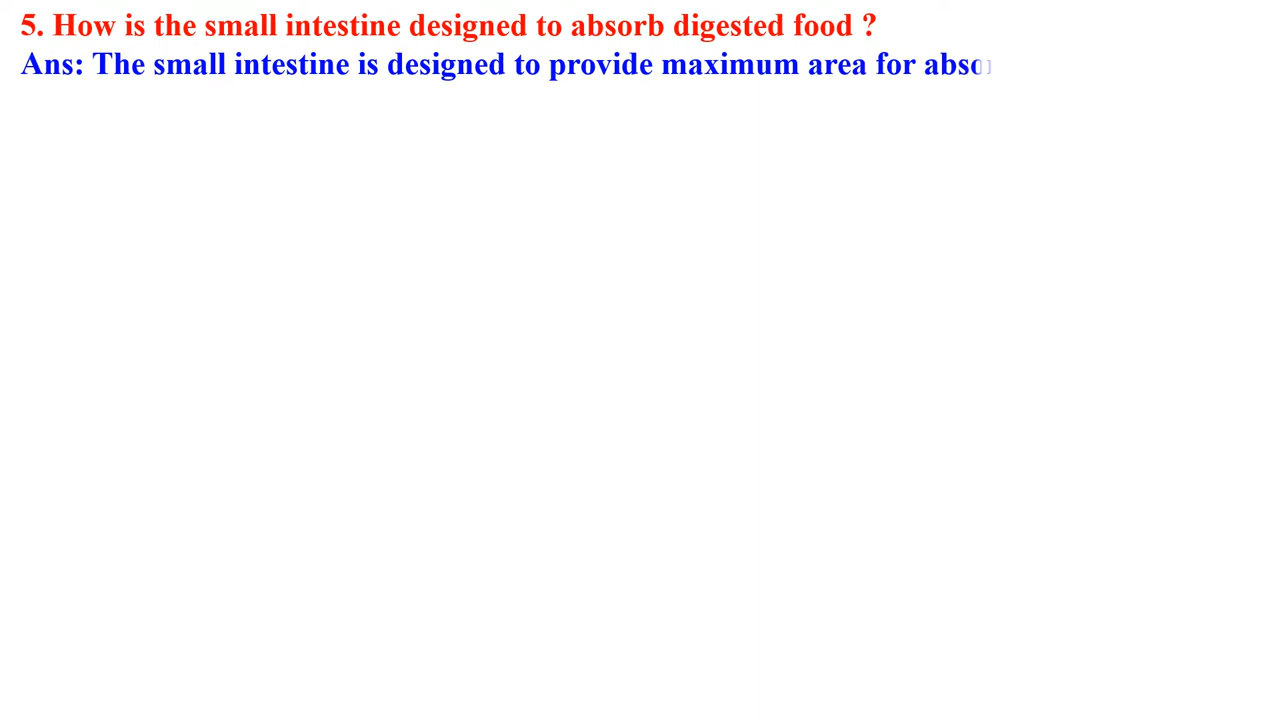 5. How is the small intestine designed to absorb digested food ?
Ans: The small intestine is designed to provide maximum area for abso